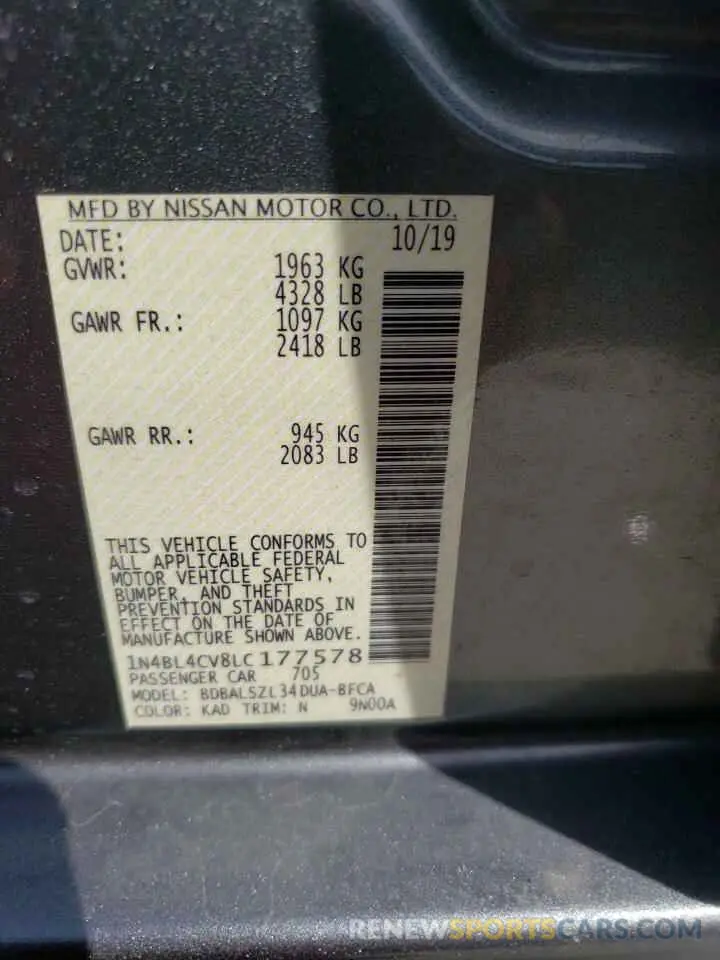 MFD BY NISSAN MOTOR CO., LTD.
DATE: 10/19
GVWR: 1963 KG
4328 LB
GAWR FR.: 1097 KG
2418 LB
GAWR RR.: 945 KG
2083 LB
THIS VEHICLE CONFORMS TO
ALL APPLICABLE FEDERAL
MOTOR VEHICLE SAFETY,
BUMPER, AND THEFT
PREVENTION STANDARDS IN
EFFECT ON THE DATE OF
MANUFACTURE SHOWN ABOVE.
1N4BL4CV8LC177578
PASSENGER CAR 705
MODEL: BDBALSZL34DUA-BFCA
COLOR: KAD TRIM: N 9N00A
RENEWSPORTSCARS.COM